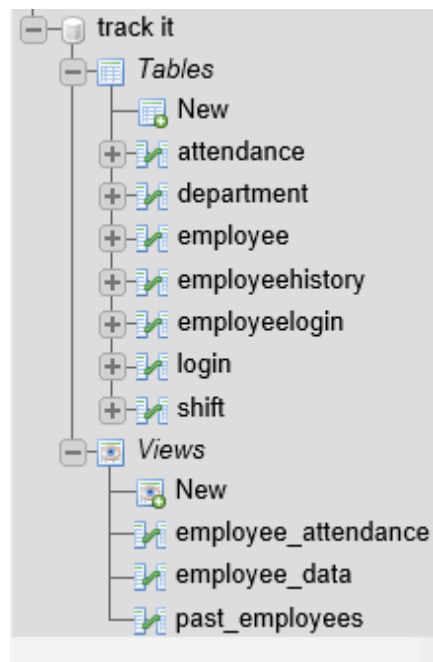 track it
Tables
New
attendance
department
employee
employeehistory
employeelogin
login
shift
Views
New
employee_attendance
employee_data
past_employees